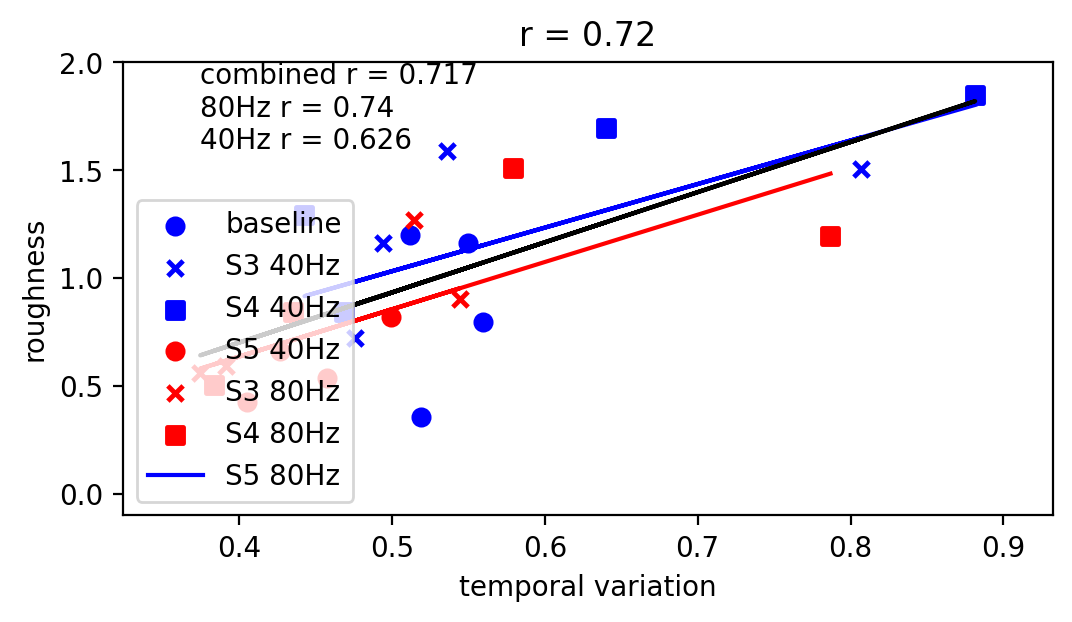 r = 0.72
combined r = 0.717
80Hz r = 0.74
40Hz r = 0.626
roughness
2.0
1.5
1.0
0.5
0.0
baseline
S3 40Hz
S4 40Hz
S5 40Hz
S3 80Hz
S4 80Hz
S5 80Hz
0.4 0.5 0.6 0.7 0.8 0.9
temporal variation